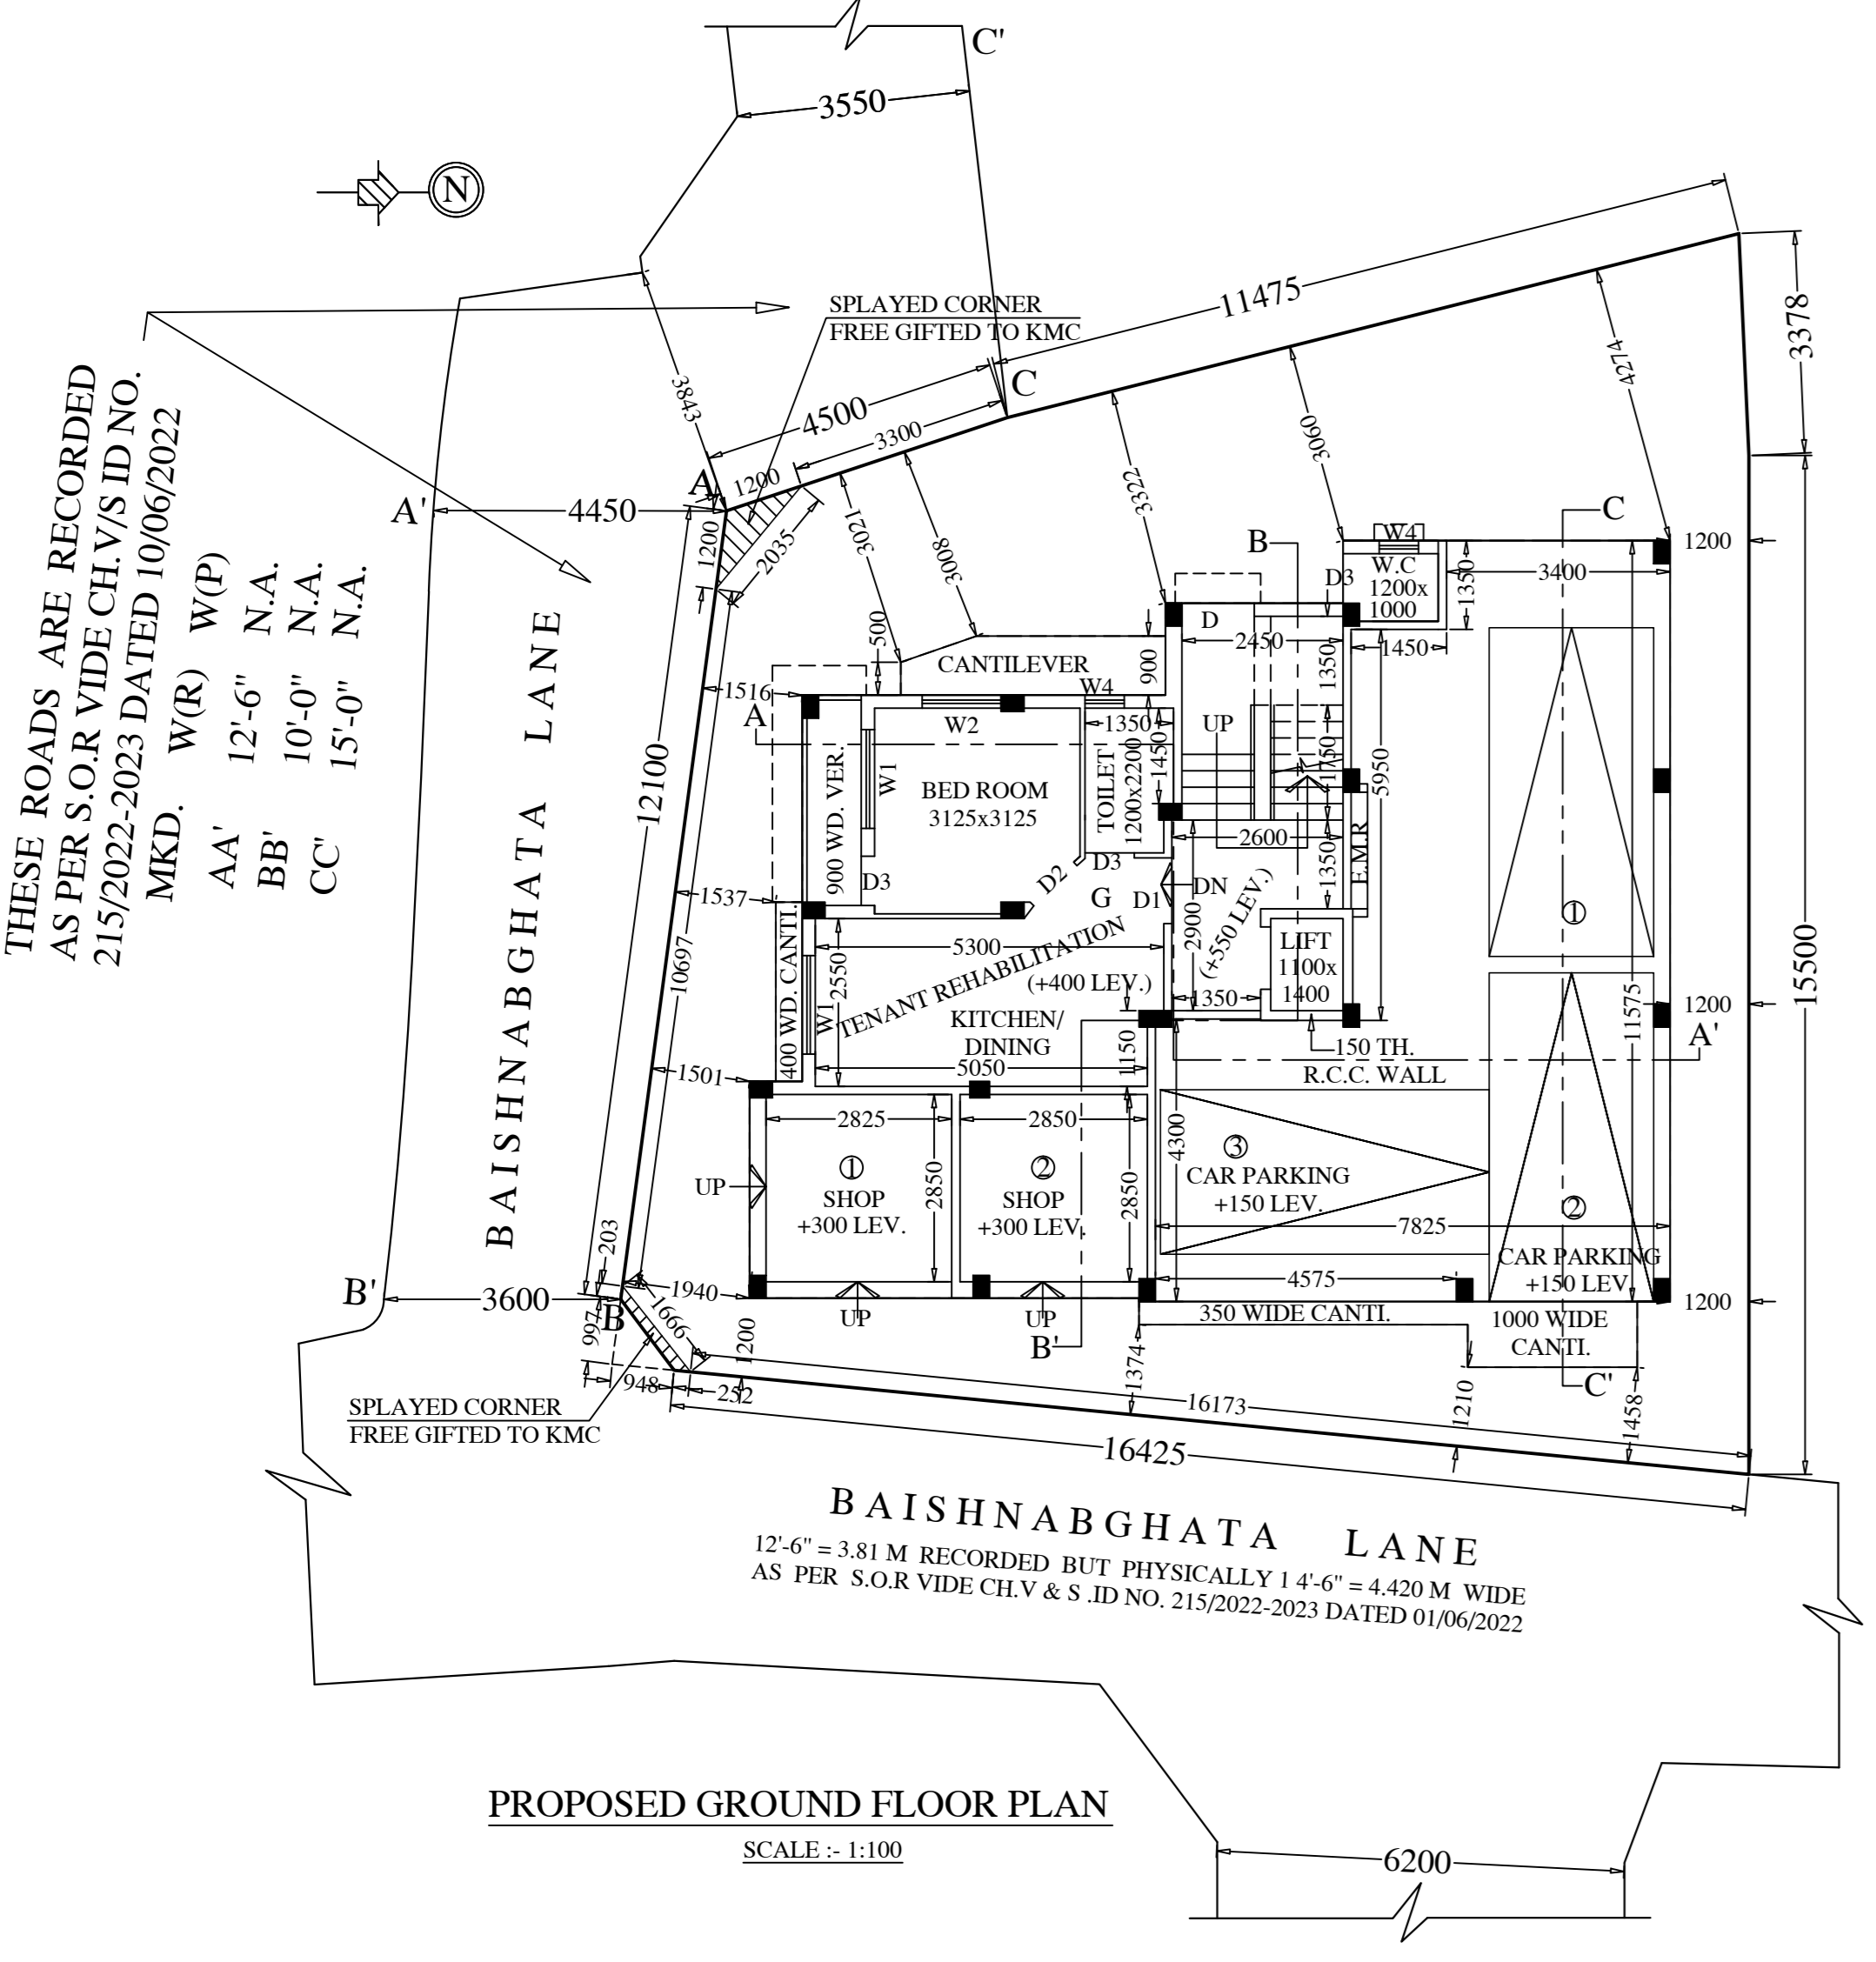 C'
3550
N
SPLAYED CORNER
FREE GIFTED TO KMC
11475
3378
4274
3843
4500
3300
C
3060
3322
THESE ROADS ARE RECORDED
AS PER S.O.R VIDE CH.V/S ID NO.
215/2022-2023 DATED 10/06/2022
MKD. W(R) W(P)
AA' 12'-6" N.A.
BB' 10'-0" N.A.
CC' 15'-0" N.A.
A'
4450
A
1200
1200
2035
3021
3008
B
C
1200
W4
W.C
1200x
1000
D3
1350
3400
500
D
2450
1450
CANTILEVER
900
1350
W4
1516
A
W2
1350
UP
1450
1750
5950
12100
900 WD. VER.
W1
BED ROOM
3125x3125
TOILET
1200x2200
2600
BAISHNABGHATA LANE
1537
D3
D2
D3
G
D1
DN
1350
E.M.R
10697
400 WD. CANTI.
5300
2550
TENANT REHABILITATION
(+400 LEV.)
2900
(+550 LEV.)
LIFT
1100x
1400
1350
1
15500
11575
1200
A'
W1
KITCHEN/
DINING
5050
1150
150 TH.
R.C.C. WALL
1501
2825
2850
4300
3
CAR PARKING
+150 LEV.
UP
1
SHOP
+300 LEV.
2850
2
SHOP
+300 LEV.
2850
7825
2
CAR PARKING
+150 LEV.
203
B'
3600
B
1940
1666
997
UP
UP
4575
1200
350 WIDE CANTI.
1000 WIDE
CANTI.
B'
1200
1374
C'
948
252
16173
1210
1458
SPLAYED CORNER
FREE GIFTED TO KMC
16425
BAISHNABGHATA LANE
12'-6" = 3.81 M RECORDED BUT PHYSICALLY 1 4'-6" = 4.420 M WIDE
AS PER S.O.R VIDE CH.V & S .ID NO. 215/2022-2023 DATED 01/06/2022
PROPOSED GROUND FLOOR PLAN
SCALE :- 1:100
6200